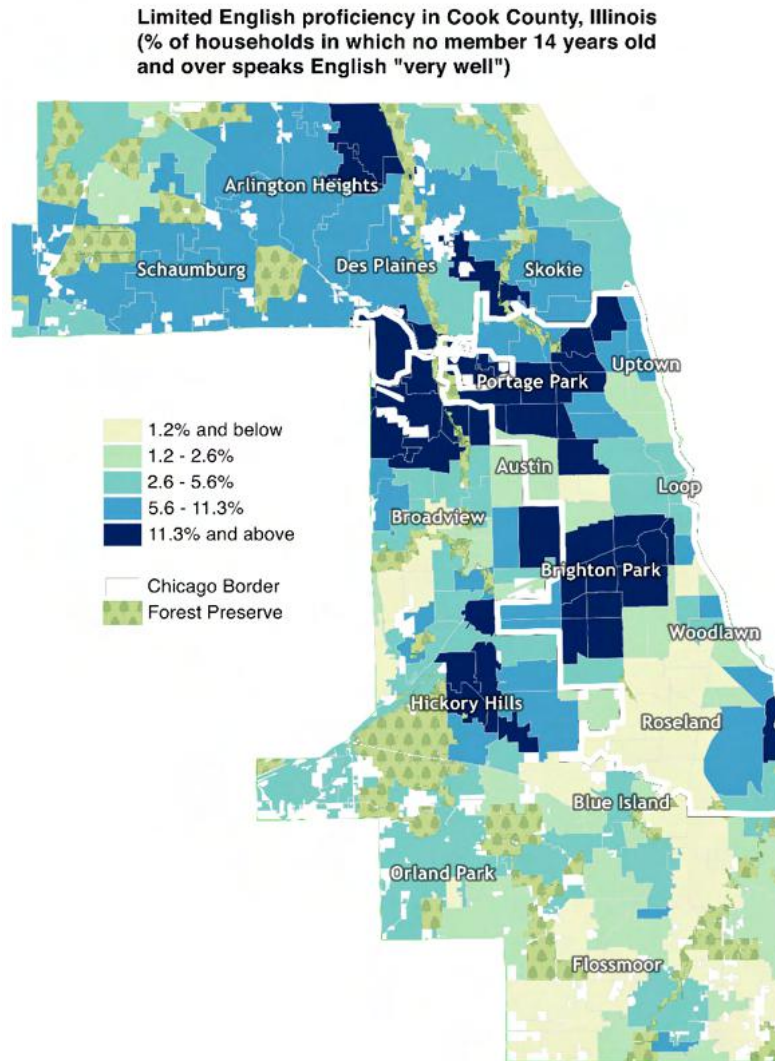 Limited English proficiency in Cook County, Illinois
(% of households in which no member 14 years old
and over speaks English "very well")
Arlington Heights
Schaumburg
Des Plaines
Skokie
Uptown
Portage Park
1.2% and below
1.2 - 2.6%
2.6 - 5.6%
5.6 - 11.3%
11.3% and above
Chicago Border
Forest Preserve
Austin
Loop
Broadview
Brighton Park
Woodlawn
Hickory Hills
Roseland
Blue Island
Orland Park
Flossmoor